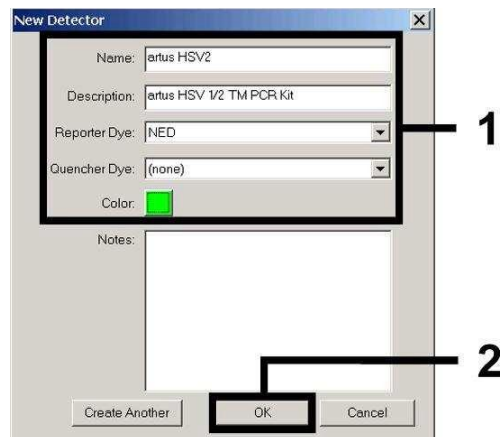 New Detector
Name: artus HSV2
Description: artus HSV 1/2 TM PCR Kit
Reporter Dye: NED
1
Quencher Dye: (none)
Color:
Notes:
2
Create Another OK Cancel